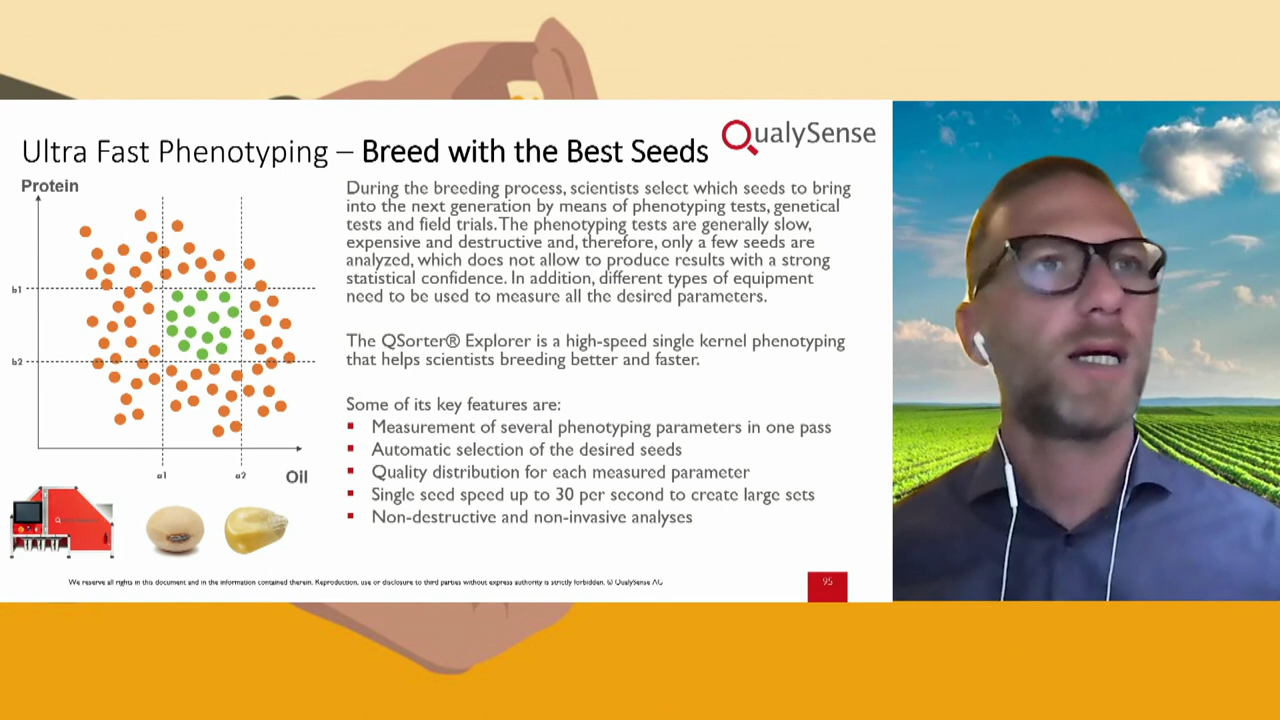 Ultra Fast Phenotyping – Breed with the Best Seeds
QualySense
Protein
b1
b2
a1
a2
Oil
During the breeding process, scientists select which seeds to bring
into the next generation by means of phenotyping tests, genetical
tests and field trials. The phenotyping tests are generally slow,
expensive and destructive and, therefore, only a few seeds are
analyzed, which does not allow to produce results with a strong
statistical confidence. In addition, different types of equipment
need to be used to measure all the desired parameters.
The QSorter® Explorer is a high-speed single kernel phenotyping
that helps scientists breeding better and faster.
Some of its key features are:
Measurement of several phenotyping parameters in one pass
Automatic selection of the desired seeds
Quality distribution for each measured parameter
Single seed speed up to 30 per second to create large sets
Non-destructive and non-invasive analyses
We reserve all rights in this document and in the information contained therein. Reproduction, use or disclosure to third parties without express authority is strictly forbidden. © QualySense AG
95